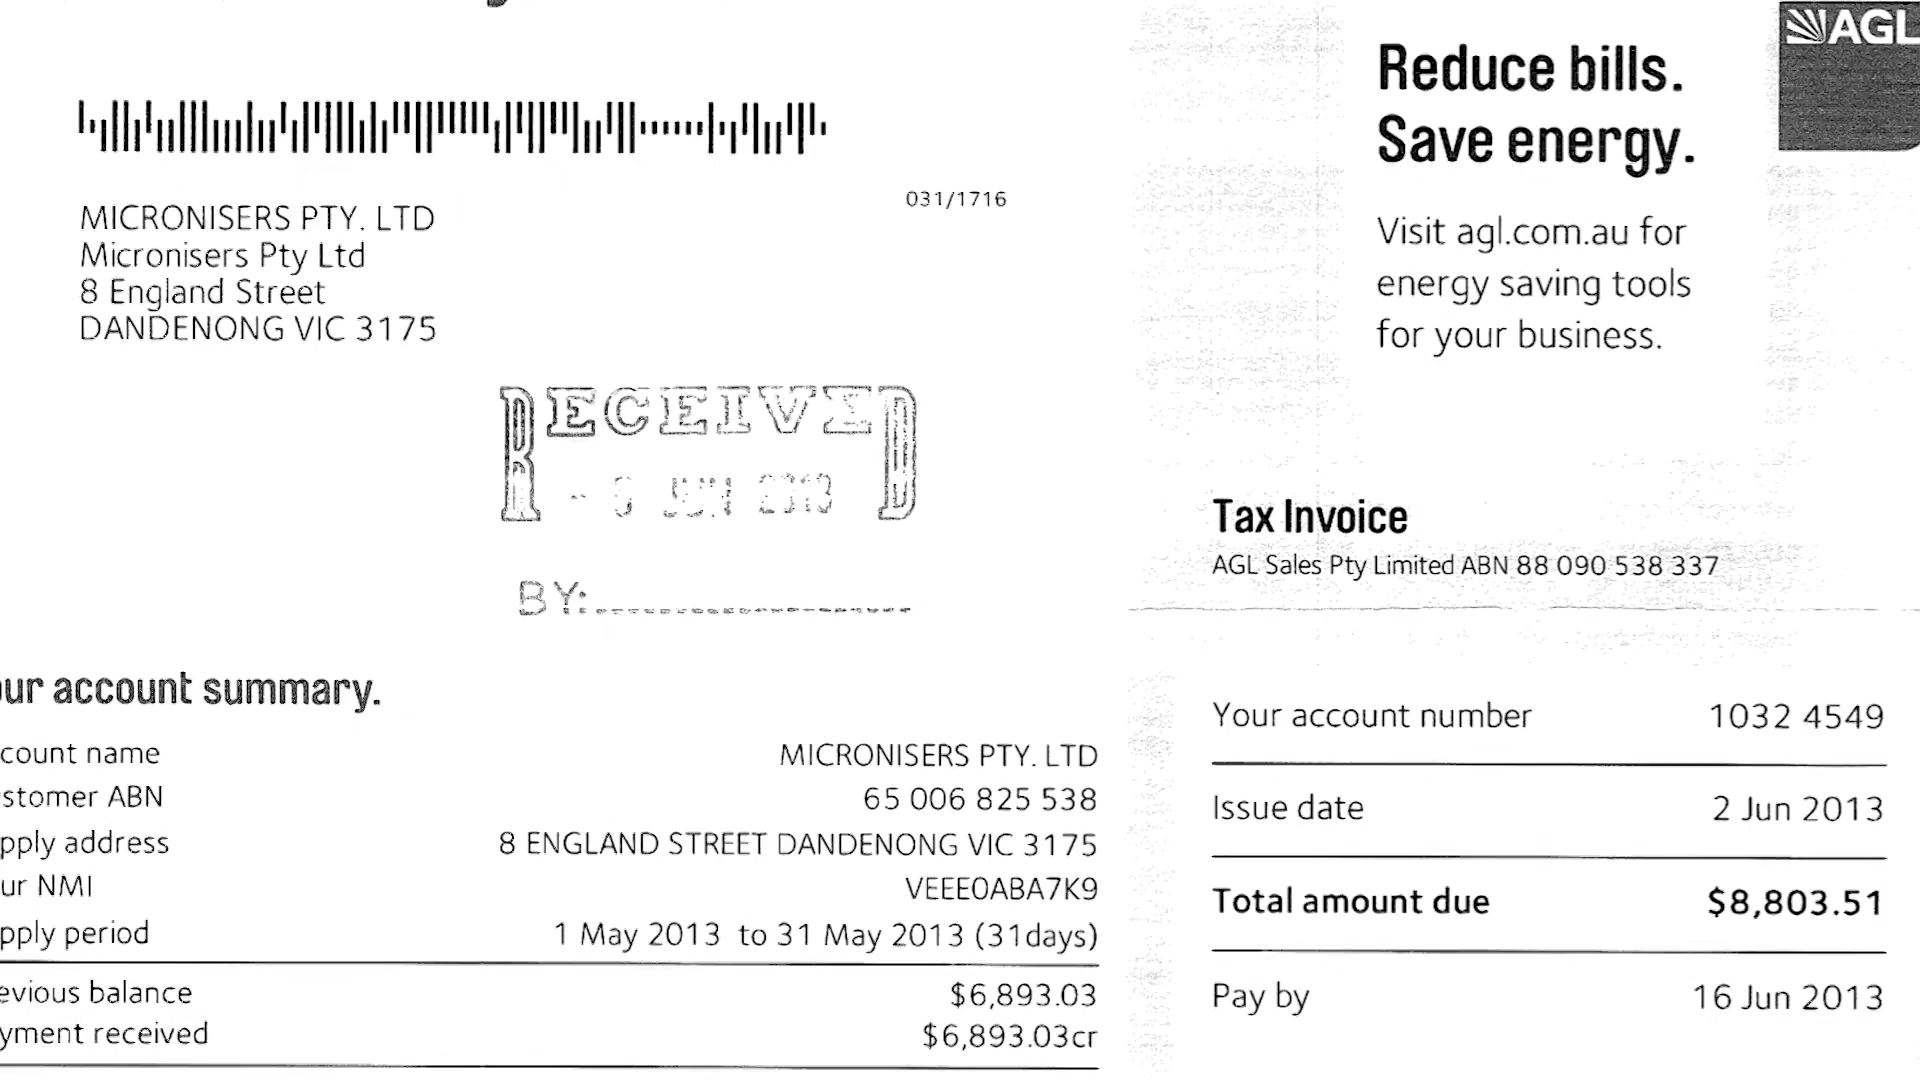 AGL
Reduce bills.
Save energy.
Visit agl.com.au for
energy saving tools
for your business.
031/1716
MICRONISERS PTY. LTD
Micronisers Pty Ltd
8 England Street
DANDENONG VIC 3175
RECEIVED
JUN 2013
BY:
Tax Invoice
AGL Sales Pty Limited ABN 88 090 538 337
ur account summary.
count name MICRONISERS PTY. LTD
stomer ABN 65 006 825 538
pply address 8 ENGLAND STREET DANDENONG VIC 3175
ur NMI VEEE0ABA7K9
pply period 1 May 2013 to 31 May 2013 (31days)
evious balance $6,893.03
yment received $6,893.03cr
Your account number 1032 4549
Issue date 2 Jun 2013
Total amount due $8,803.51
Pay by 16 Jun 2013